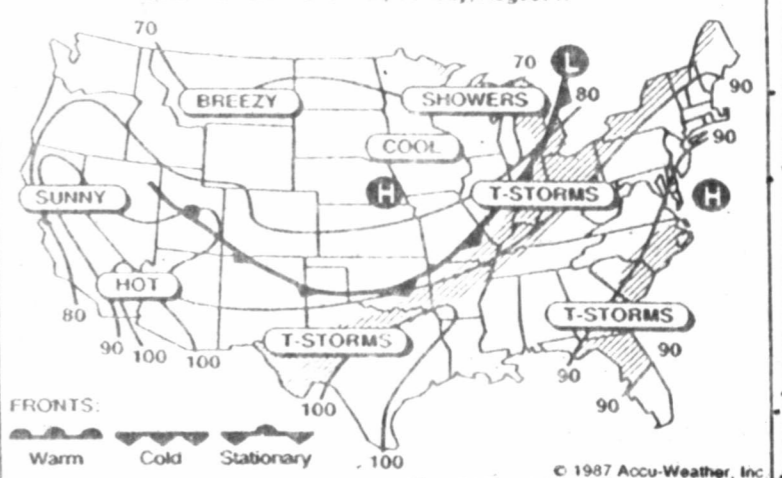 70
70
L
BREEZY
SHOWERS
80
90
COOL
90
SUNNY
H
T-STORMS
H
HOT
80
T-STORMS
T-STORMS
90
100
100
90
90
90
100
FRONTS:
Warm
Cold
Stationary
100
© 1987 Accu-Weather, Inc